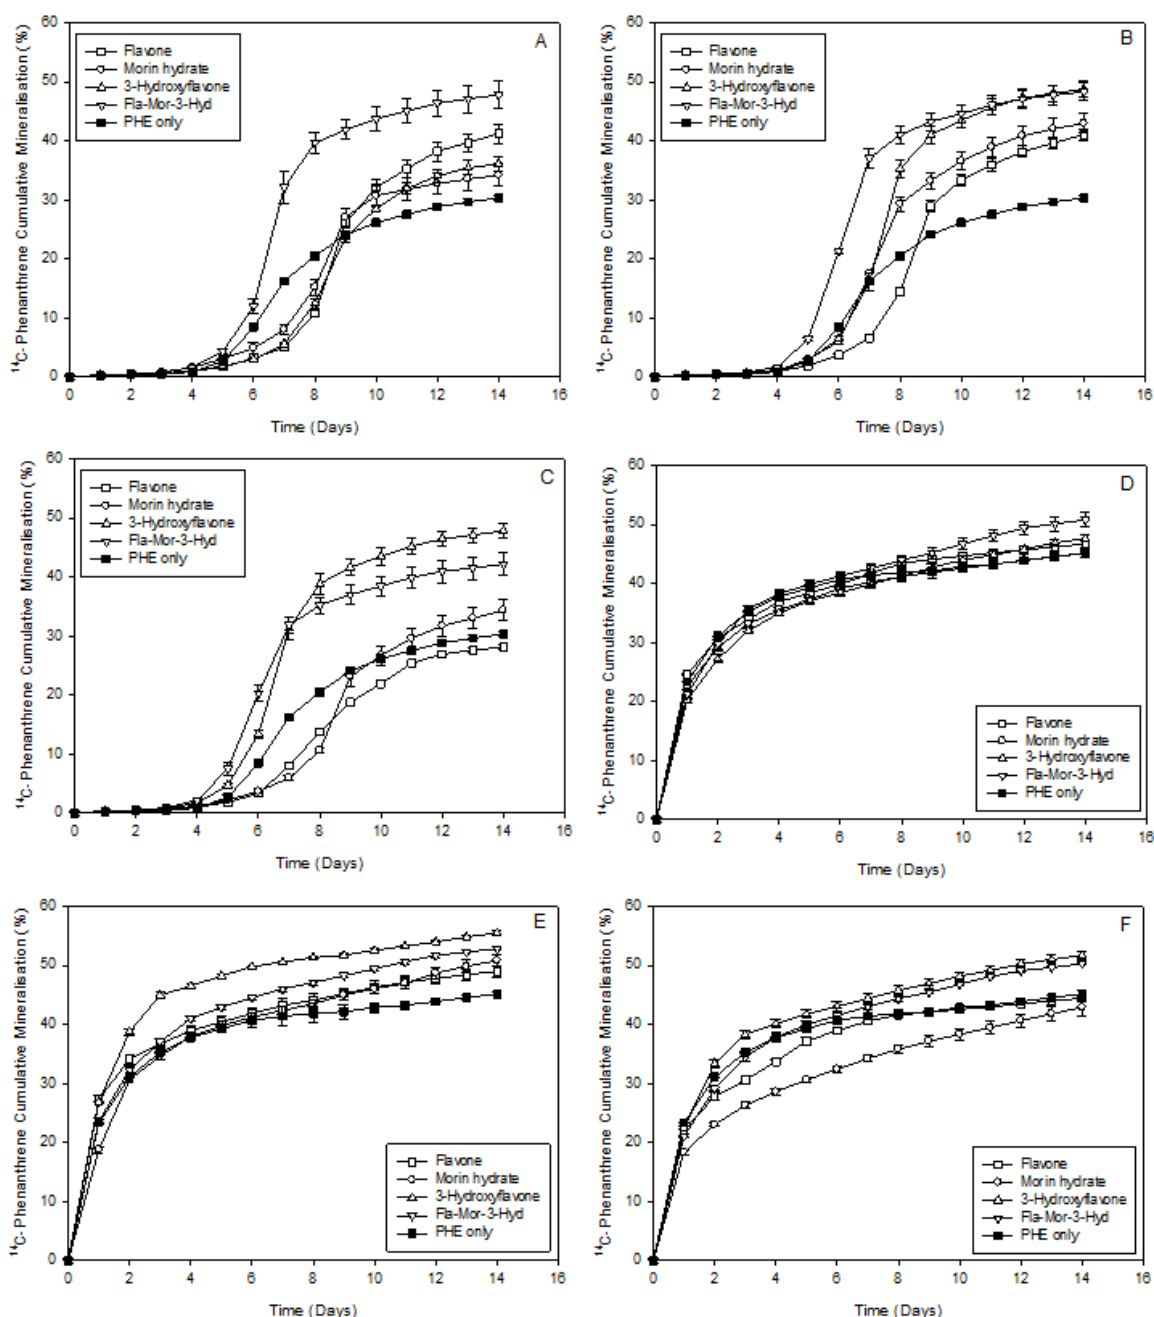 A
Flavone
Morin hydrate
3-Hydroxyflavone
Fla-Mor-3-Hyd
PHE only
¹⁴C- Phenanthrene Cumulative Mineralisation (%)
60
50
40
30
20
10
0
0 2 4 6 8 10 12 14 16
Time (Days)
B
Flavone
Morin hydrate
3-Hydroxyflavone
Fla-Mor-3-Hyd
PHE only
¹⁴C- Phenanthrene Cumulative Mineralisation (%)
60
50
40
30
20
10
0
0 2 4 6 8 10 12 14 16
Time (Days)
C
Flavone
Morin hydrate
3-Hydroxyflavone
Fla-Mor-3-Hyd
PHE only
¹⁴C- Phenanthrene Cumulative Mineralisation (%)
60
50
40
30
20
10
0
0 2 4 6 8 10 12 14 16
Time (Days)
D
Flavone
Morin hydrate
3-Hydroxyflavone
Fla-Mor-3-Hyd
PHE only
¹⁴C- Phenanthrene Cumulative Mineralisation (%)
60
50
40
30
20
10
0
0 2 4 6 8 10 12 14 16
Time (Days)
E
Flavone
Morin hydrate
3-Hydroxyflavone
Fla-Mor-3-Hyd
PHE only
¹⁴C- Phenanthrene Cumulative Mineralisation (%)
60
50
40
30
20
10
0
0 2 4 6 8 10 12 14 16
Time (Days)
F
Flavone
Morin hydrate
3-Hydroxyflavone
Fla-Mor-3-Hyd
PHE only
¹⁴C- Phenanthrene Cumulative Mineralisation (%)
60
50
40
30
20
10
0
0 2 4 6 8 10 12 14 16
Time (Days)